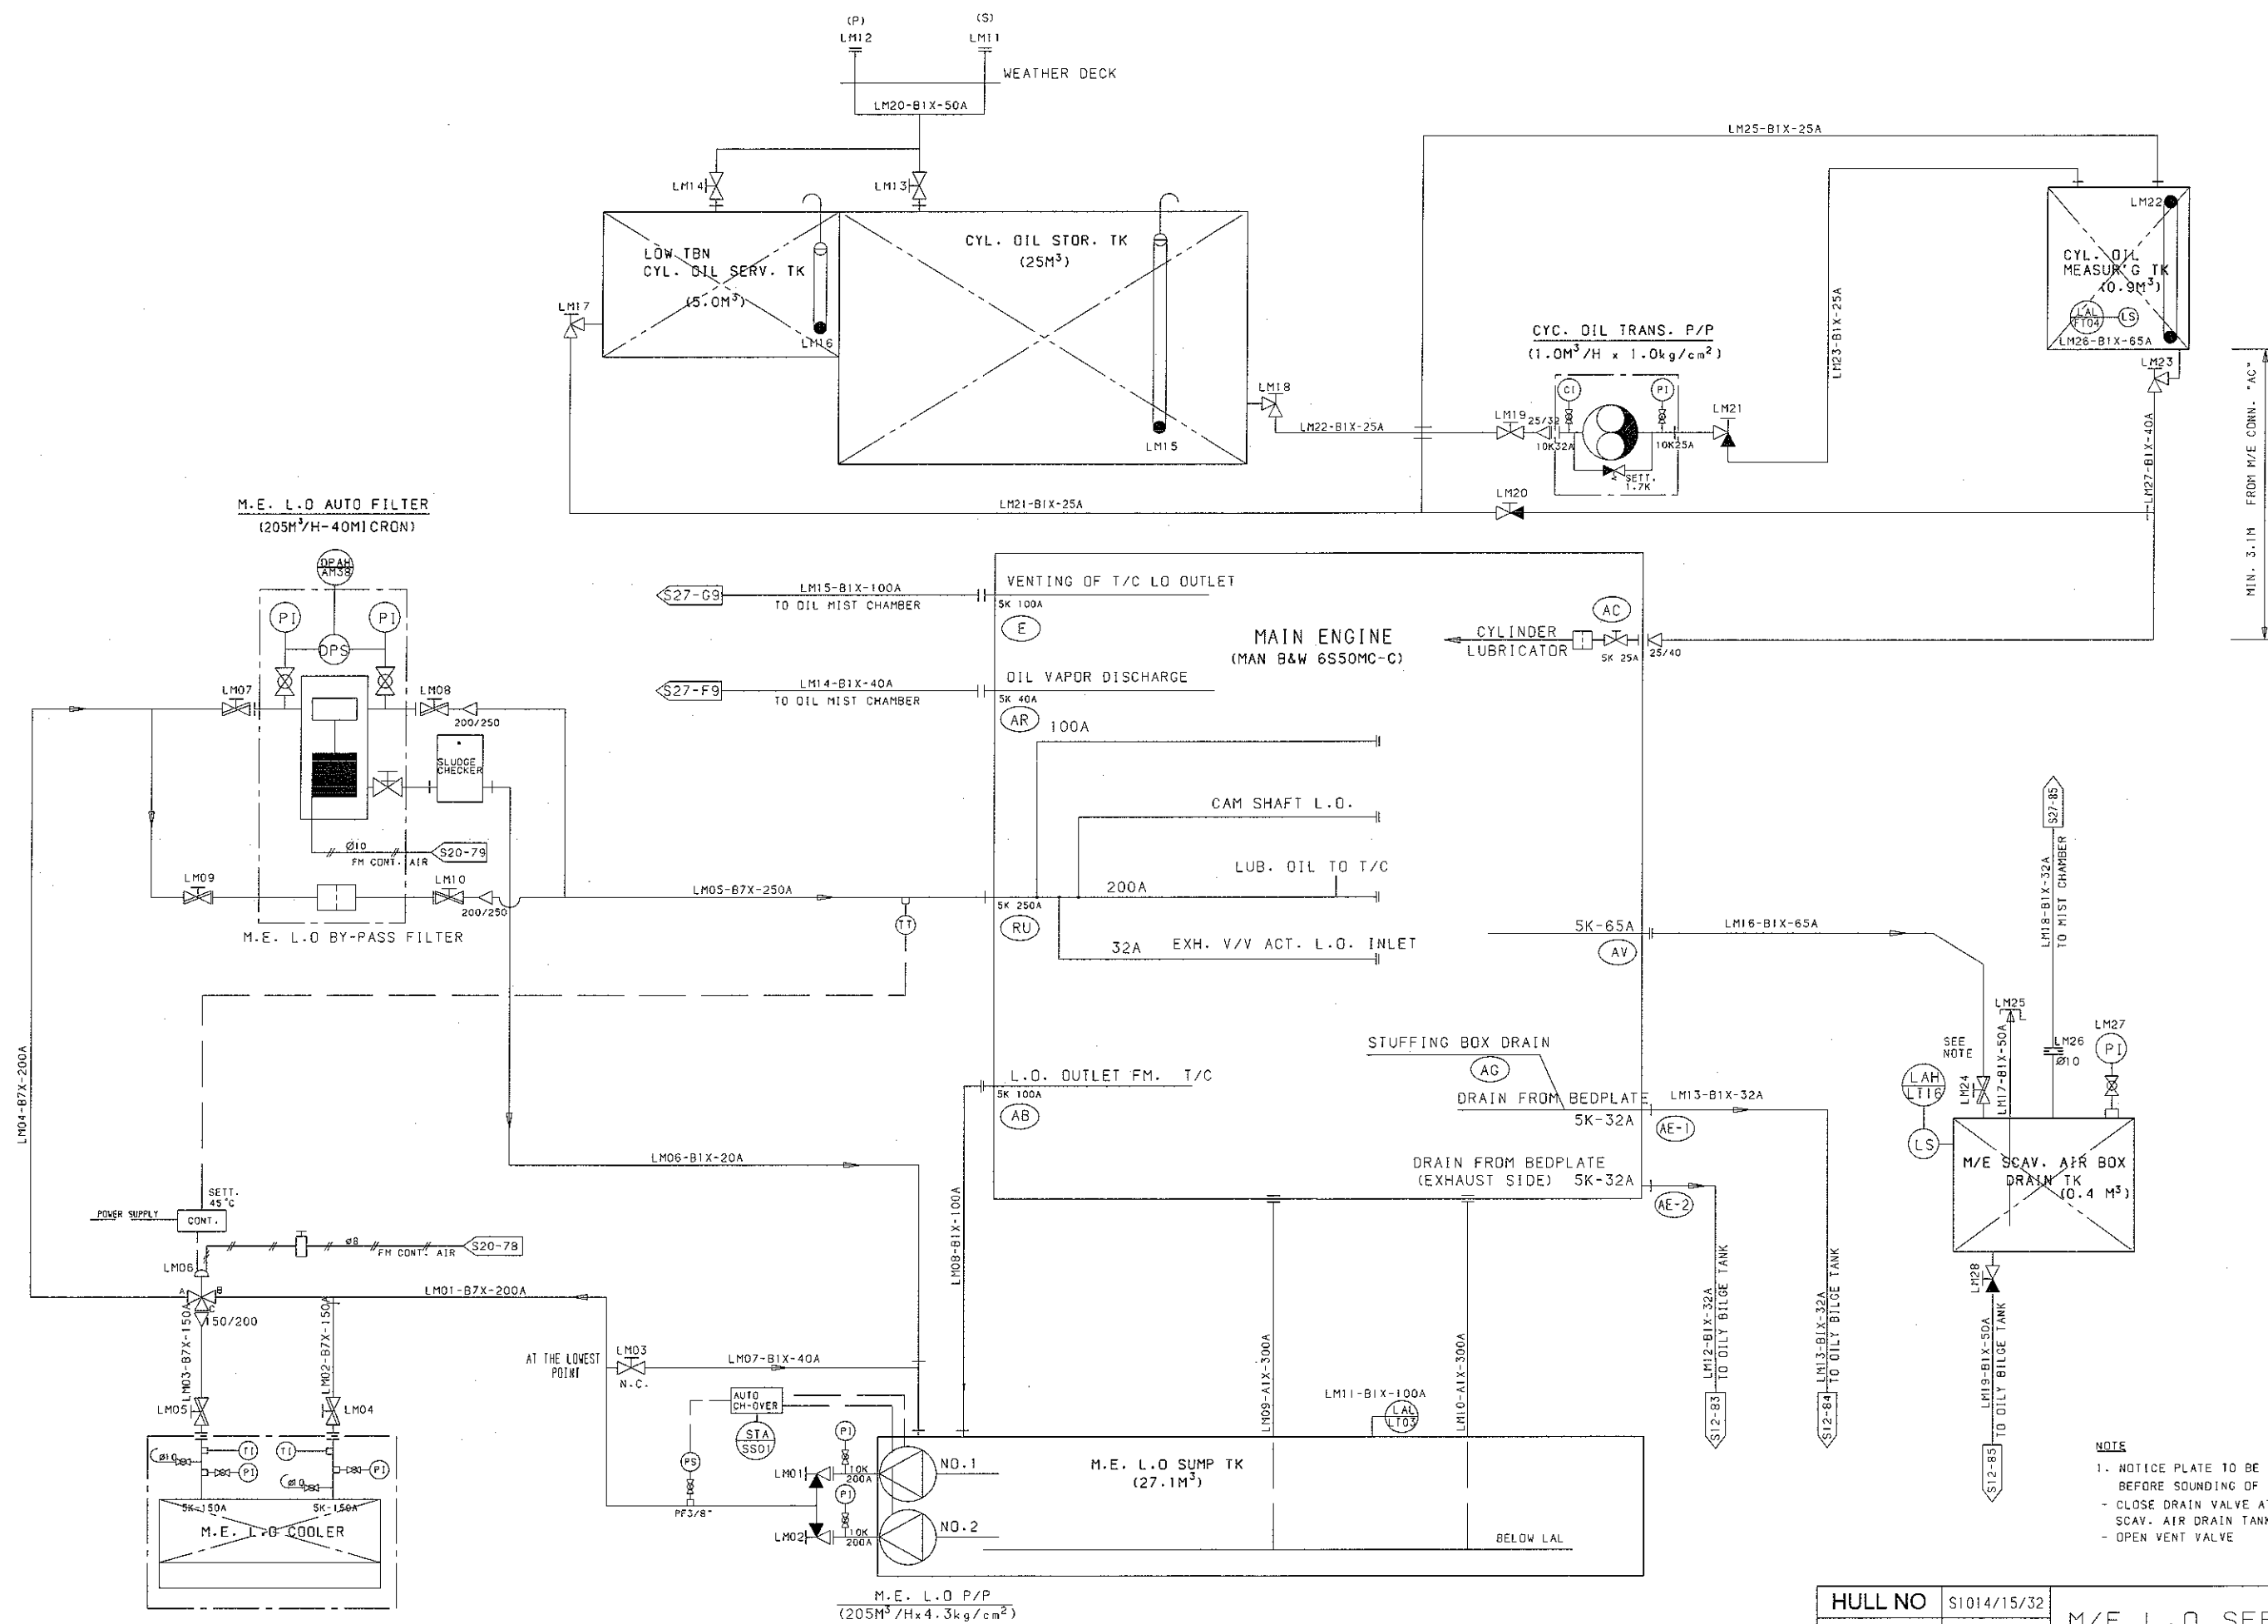 (P)
LM12
(S)
LM11
WEATHER DECK
LM20-B1X-50A
LM14
LM13
LM25-B1X-25A
LOW TBN
CYL. OIL SERV. TK
(5.0M³)
LM16
LM17
CYL. OIL STOR. TK
(25M³)
LM15
LM18
LM22-B1X-25A
LM21-B1X-25A
CYC. OIL TRANS. P/P
(1.0M³/H x 1.0kg/cm²)
CI
PI
LM19
25/32
10K32A
10K25A
SETT.
1.7K
LM21
LM20
LM23-B1X-25A
LM22
CYL. OIL
MEASUR'G TK
(0.9M³)
LAL
FT04
LS
LM26-B1X-65A
LM23
LM27-B1X-40A
MIN. 3.1M FROM M/E CONN. "AC"
M.E. L.O AUTO FILTER
(205M³/H-40MICRON)
DPAH
AM38
PI
PI
DPS
LM07
LM08
200/250
SLUDGE
CHECKER
Ø10
FM CONT. AIR
S20-79
LM09
LM10
200/250
M.E. L.O BY-PASS FILTER
LM05-B7X-250A
TT
LM04-B7X-200A
S27-G9
LM15-B1X-100A
TO OIL MIST CHAMBER
VENTING OF T/C LO OUTLET
5K 100A
E
S27-F9
LM14-B1X-40A
TO OIL MIST CHAMBER
OIL VAPOR DISCHARGE
5K 40A
AR
MAIN ENGINE
(MAN B&W 6S50MC-C)
CYLINDER
LUBRICATOR
AC
5K 25A
25/40
100A
CAM SHAFT L.O.
LUB. OIL TO T/C
200A
5K 250A
RU
32A EXH. V/V ACT. L.O. INLET
5K-65A
AV
LM16-B1X-65A
STUFFING BOX DRAIN
AG
L.O. OUTLET FM. T/C
5K 100A
AB
DRAIN FROM BEDPLATE
5K-32A
AE-1
LM13-B1X-32A
DRAIN FROM BEDPLATE
(EXHAUST SIDE) 5K-32A
AE-2
S27-85
LM18-B1X-32A
TO MIST CHAMBER
LM25
LM17-B1X-50A
SEE
NOTE
LM24
LM26
Ø10
LM27
PI
LAH
LT16
LS
M/E SCAV. AIR BOX
DRAIN TK
(0.4 M³)
LM28
LM19-B1X-50A
TO OILY BILGE TANK
S12-85
LM06-B1X-20A
LM08-B1X-100A
SETT.
45°C
POWER SUPPLY
CONT.
Ø8
FM CONT. AIR
S20-78
LM06
A
B
C
150/200
LM01-B7X-200A
LM03-B7X-150A
LM02-B7X-150A
LM05
LM04
Ø10
TI
PI
TI
PI
Ø10
5K-150A
5K-150A
M.E. L.O COOLER
AT THE LOWEST
POINT
LM03
N.C.
LM07-B1X-40A
AUTO
CH-OVER
STA
SS01
PS
PF3/8"
LM01
PI
10K
200A
NO.1
LM02
PI
10K
200A
NO.2
M.E. L.O SUMP TK
(27.1M³)
LM11-B1X-100A
LAL
LT03
LM09-A1X-300A
LM10-A1X-300A
BELOW LAL
M.E. L.O P/P
(205M³/Hx4.3kg/cm²)
LM12-B1X-32A
TO OILY BILGE TANK
S12-83
LM13-B1X-32A
TO OILY BILGE TANK
S12-84
NOTE
1. NOTICE PLATE TO BE
BEFORE SOUNDING OF
- CLOSE DRAIN VALVE
SCAV. AIR DRAIN TANK
- OPEN VENT VALVE
HULL NO
S1014/15/32
M/E L.O